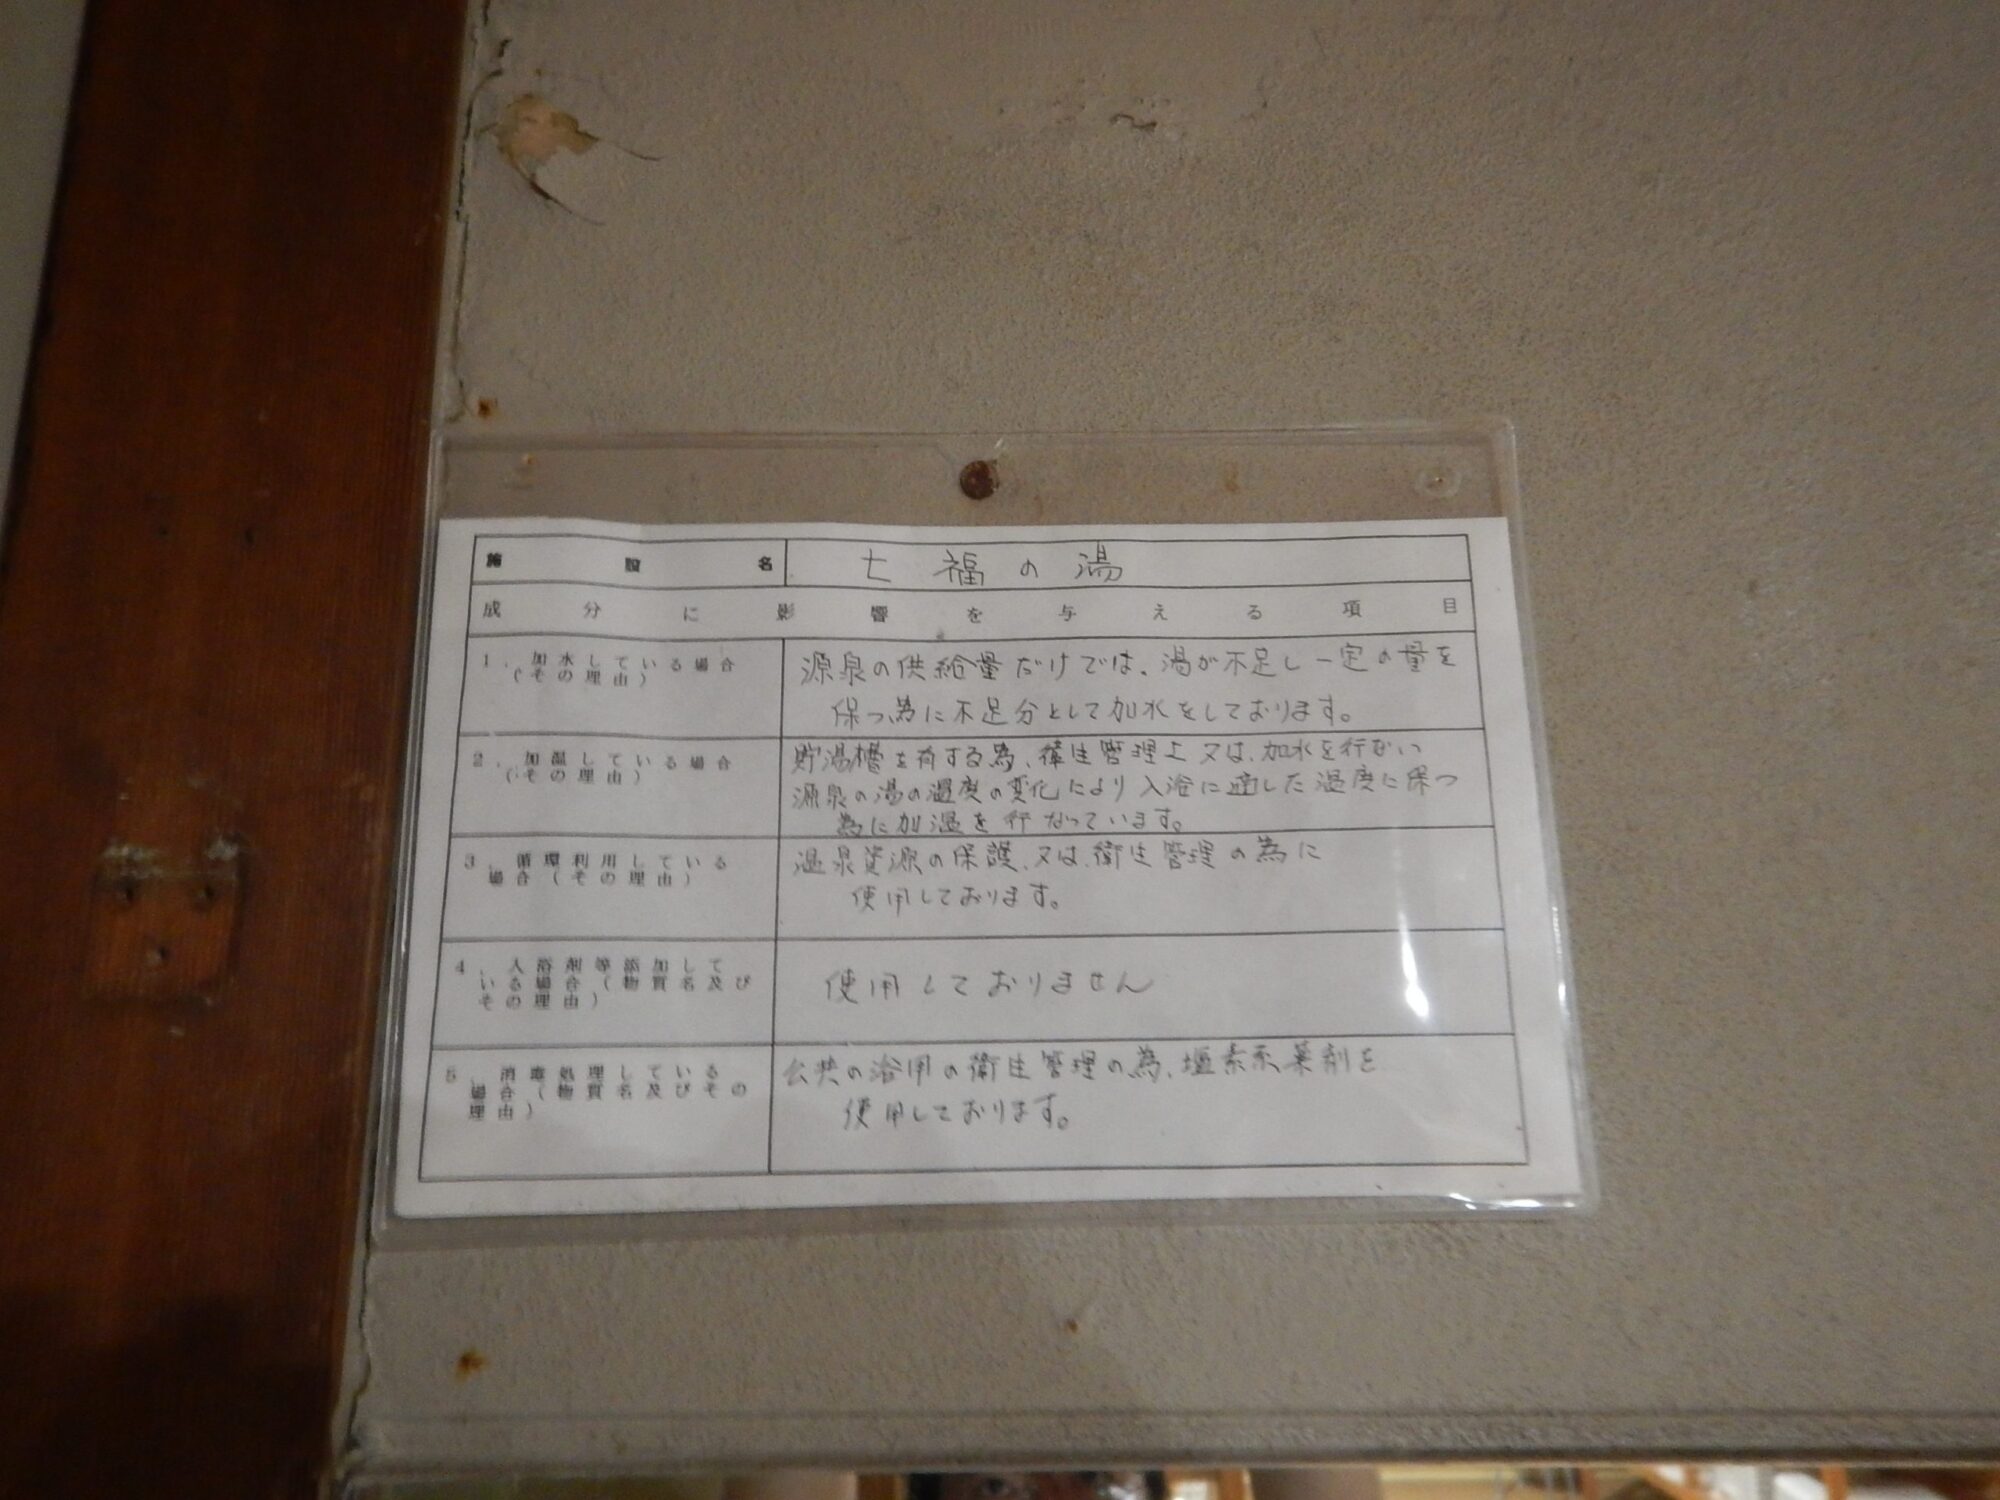 施設名 七福の湯
成分に影響を与える項目
1．加水している場合
（その理由）
源泉の供給量だけでは、湯が不足し一定の量を
保つ為に不足分として加水をしております。
2．加温している場合
（その理由）
貯湯槽を有する為、衛生管理上又は、加水を行ない
源泉の湯の温度の変化により入浴に適した温度に保つ
為に加温を行なっています。
3．循環利用している
場合（その理由）
温泉資源の保護、又は、衛生管理の為に
使用しております。
4．入浴剤等添加して
いる場合（物質名及び
その理由）
使用しておりません
5．消毒処理している
場合（物質名及びその
理由）
公共の浴用の衛生管理の為、塩素系薬剤を
使用しております。